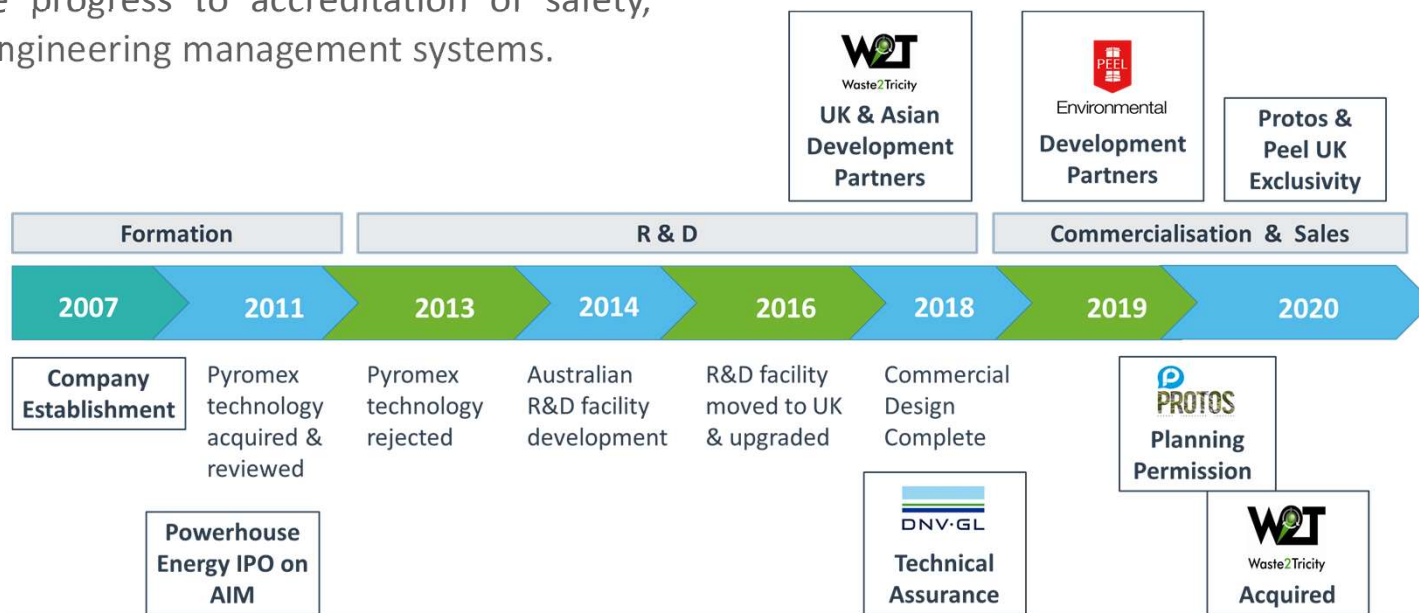 e progress to accreditation of safety,
ngineering management systems.
W2T
Waste2Tricity
UK & Asian
Development
Partners
PEEL
Environmental
Development
Partners
Protos &
Peel UK
Exclusivity
Formation
R & D
Commercialisation & Sales
2007
2011
2013
2014
2016
2018
2019
2020
Company
Establishment
Pyromex
technology
acquired &
reviewed
Pyromex
technology
rejected
Australian
R&D facility
development
R&D facility
moved to UK
& upgraded
Commercial
Design
Complete
PROTOS
Planning
Permission
Powerhouse
Energy IPO on
AIM
DNV·GL
Technical
Assurance
W2T
Waste2Tricity
Acquired